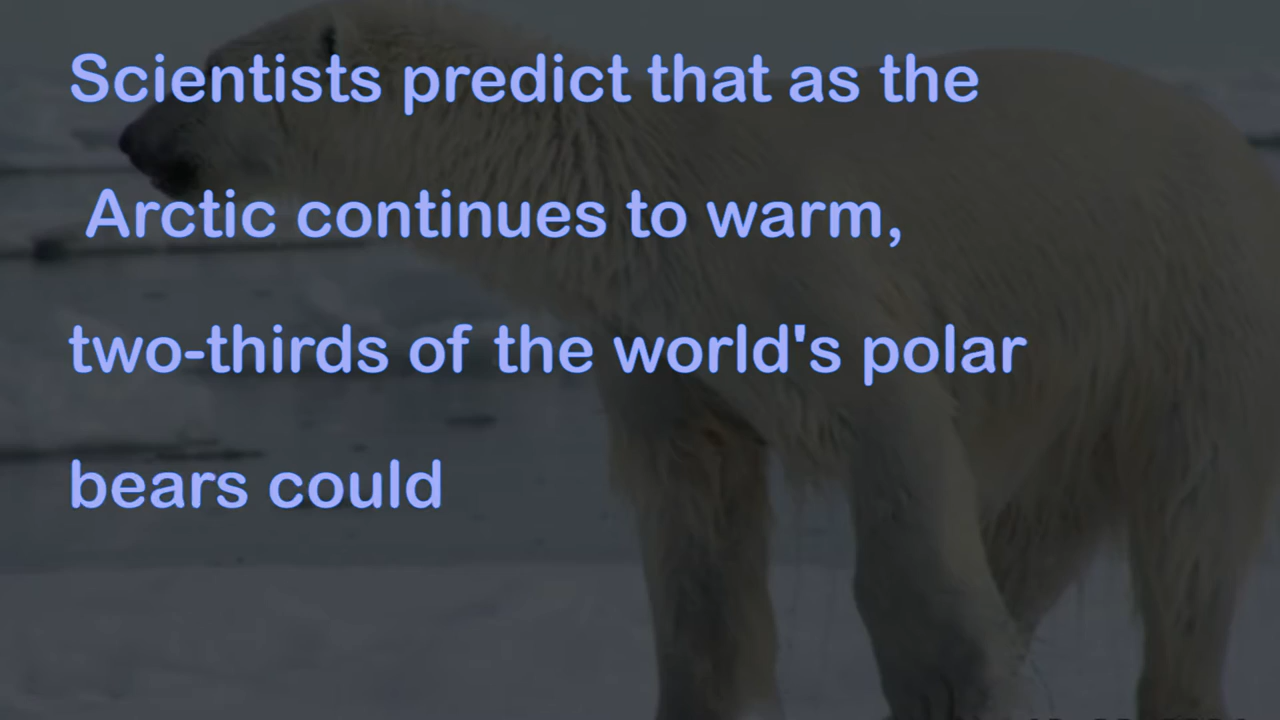 Scientists predict that as the
Arctic continues to warm,
two-thirds of the world's polar
bears could